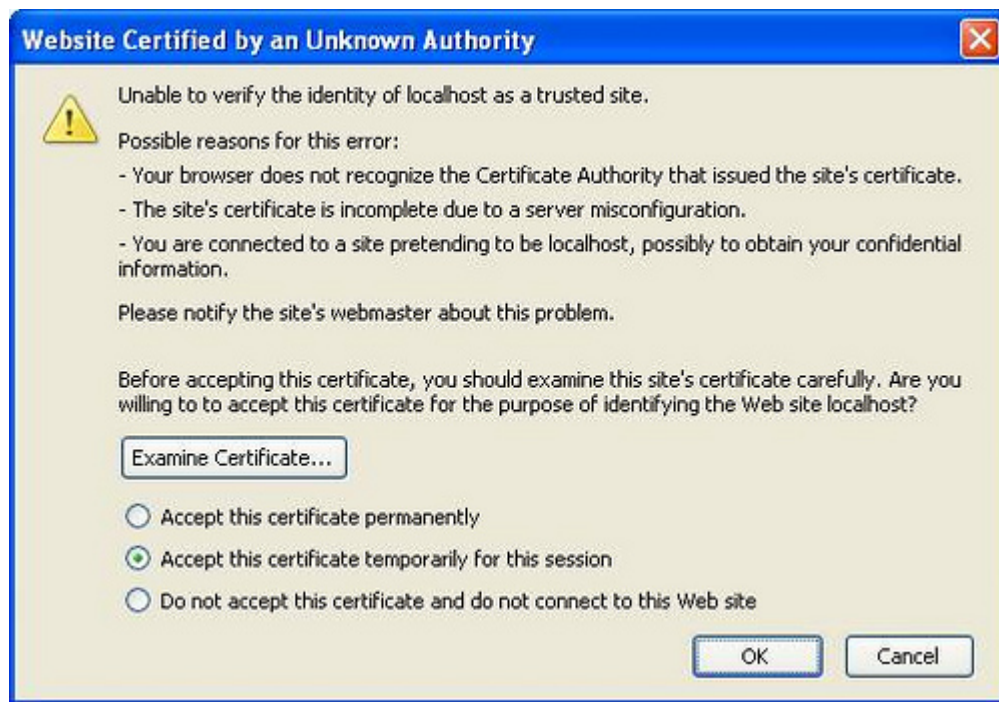 Website Certified by an Unknown Authority
Unable to verify the identity of localhost as a trusted site.
Possible reasons for this error:
- Your browser does not recognize the Certificate Authority that issued the site's certificate.
- The site's certificate is incomplete due to a server misconfiguration.
- You are connected to a site pretending to be localhost, possibly to obtain your confidential
information.
Please notify the site's webmaster about this problem.
Before accepting this certificate, you should examine this site's certificate carefully. Are you
willing to to accept this certificate for the purpose of identifying the Web site localhost?
Examine Certificate...
Accept this certificate permanently
Accept this certificate temporarily for this session
Do not accept this certificate and do not connect to this Web site
OK Cancel